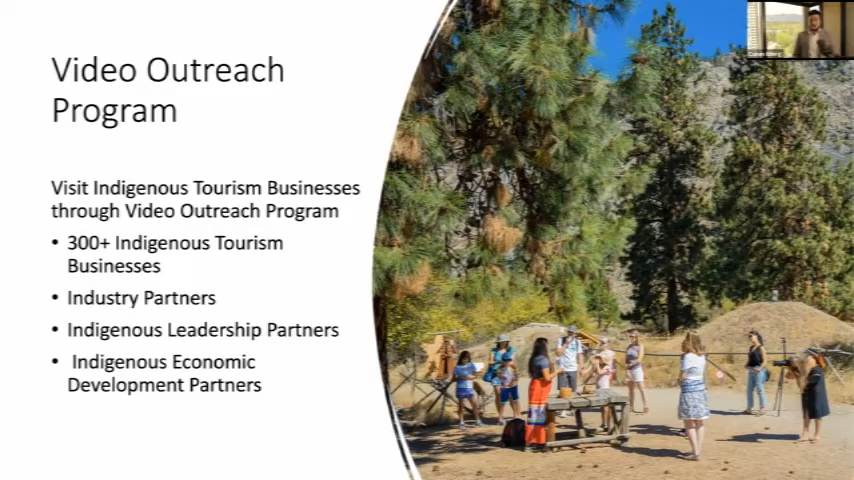 Video Outreach
Program
Visit Indigenous Tourism Businesses
through Video Outreach Program
• 300+ Indigenous Tourism
Businesses
• Industry Partners
• Indigenous Leadership Partners
• Indigenous Economic
Development Partners